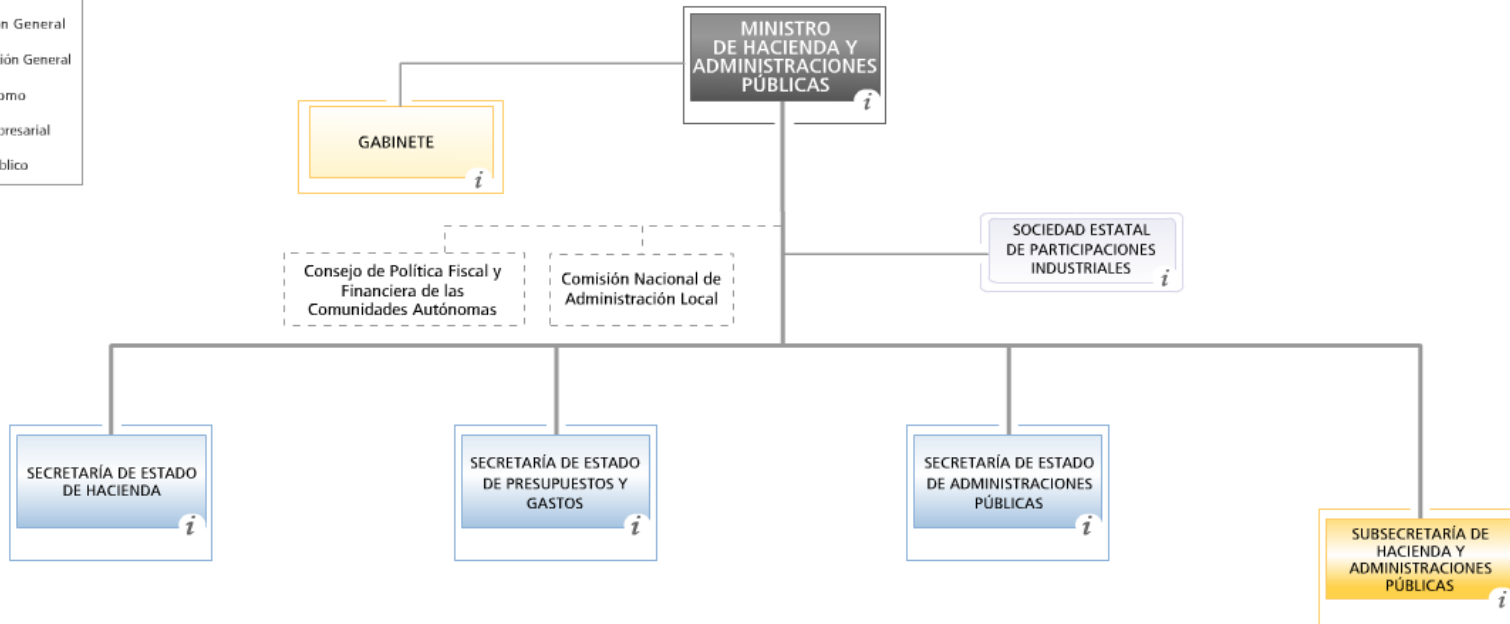 General
General
MINISTRO
DE HACIENDA Y
ADMINISTRACIONES
PÚBLICAS
i
GABINETE
i
SOCIEDAD ESTATAL
DE PARTICIPACIONES
INDUSTRIALES
i
Consejo de Política Fiscal y
Financiera de las
Comunidades Autónomas
Comisión Nacional de
Administración Local
SECRETARÍA DE ESTADO
DE HACIENDA
i
SECRETARÍA DE ESTADO
DE PRESUPUESTOS Y
GASTOS
i
SECRETARÍA DE ESTADO
DE ADMINISTRACIONES
PÚBLICAS
i
SUBSECRETARÍA DE
HACIENDA Y
ADMINISTRACIONES
PÚBLICAS
i